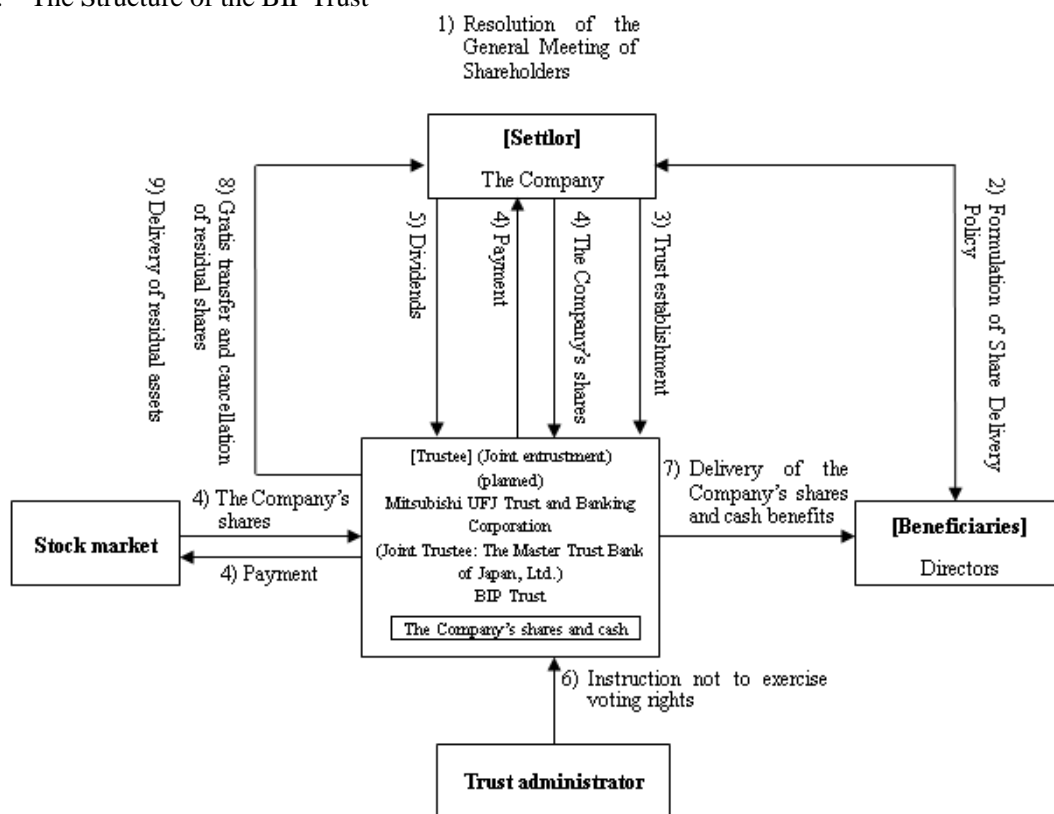 The Structure of the BIP Trust
1) Resolution of the
General Meeting of
Shareholders
[Settlor]
The Company
9) Delivery of residual assets
8) Gratis transfer and cancellation
of residual shares
5) Dividends
4) Payment
4) The Company's shares
3) Trust establishment
2) Formulation of Share Delivery
Policy
[Trustee] (Joint entrustment)
(planned)
Mitsubishi UFJ Trust and Banking
Corporation
(Joint Trustee: The Master Trust Bank
of Japan, Ltd.)
BIP Trust
The Company's shares and cash
4) The Company's
shares
Stock market
4) Payment
7) Delivery of the
Company's shares
and cash benefits
[Beneficiaries]
Directors
6) Instruction not to exercise
voting rights
Trust administrator